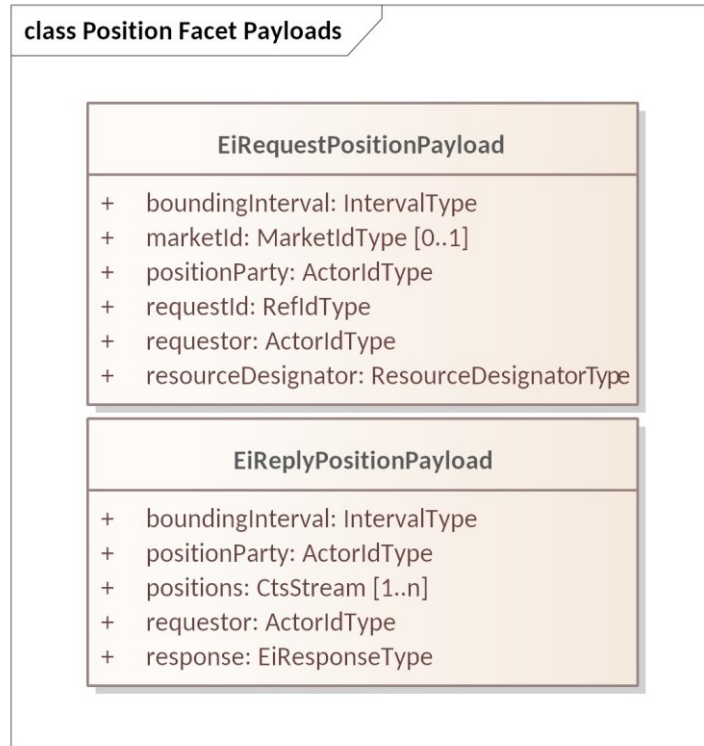 class Position Facet Payloads
EiRequestPositionPayload
+ boundingInterval: IntervalType
+ marketId: MarketIdType [0..1]
+ positionParty: ActorIdType
+ requestId: RefIdType
+ requestor: ActorIdType
+ resourceDesignator: ResourceDesignatorType
EiReplyPositionPayload
+ boundingInterval: IntervalType
+ positionParty: ActorIdType
+ positions: CtsStream [1..n]
+ requestor: ActorIdType
+ response: EiResponseType